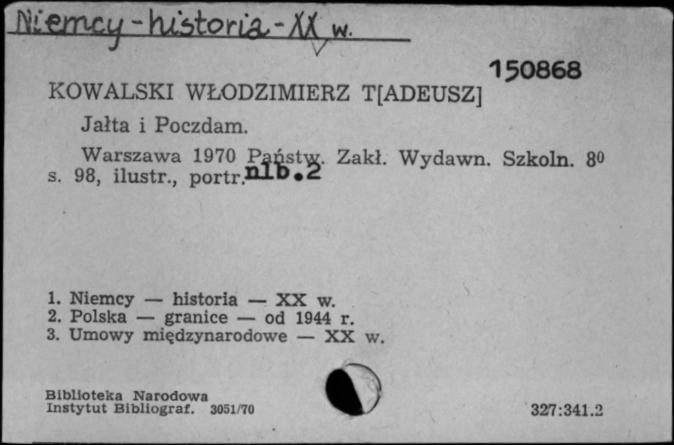 Niemcy - historia - XX w.
150868
KOWALSKI WŁODZIMIERZ T[ADEUSZ]
Jałta i Poczdam.
Warszawa 1970 Państw. Zakł. Wydawn. Szkoln. 8⁰
s. 98, ilustr., portr. nlb.2
1. Niemcy — historia — XX w.
2. Polska — granice — od 1944 r.
3. Umowy międzynarodowe — XX w.
Biblioteka Narodowa
Instytut Bibliograf. 3051/70
327:341.2